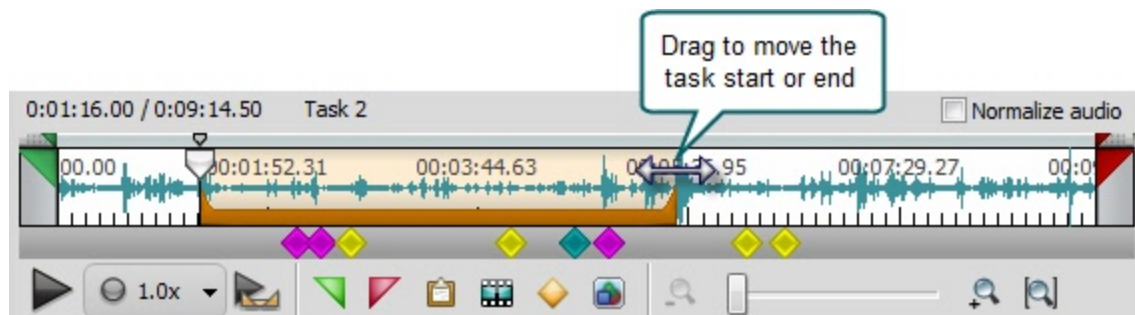 Drag to move the
task start or end
0:01:16.00 / 0:09:14.50 Task 2 Normalize audio
00.00 00:01:52.31 00:03:44.63 .95 00:07:29.27
1.0x